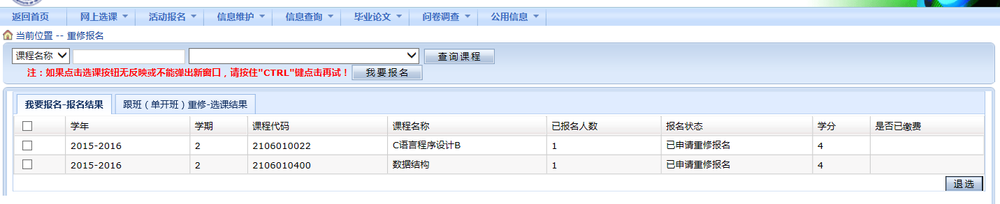 返回首页 网上选课 活动报名 信息维护 信息查询 毕业论文 问卷调查 公用信息
当前位置 -- 重修报名
课程名称 查询课程
注：如果点击选课按钮无反映或不能弹出新窗口，请按住"CTRL"键点击再试！ 我要报名
我要报名-报名结果 跟班（单开班）重修-选课结果
学年 学期 课程代码 课程名称 已报名人数 报名状态 学分 是否已缴费
2015-2016 2 2106010022 C语言程序设计B 1 已申请重修报名 4
2015-2016 2 2106010400 数据结构 1 已申请重修报名 4
退选